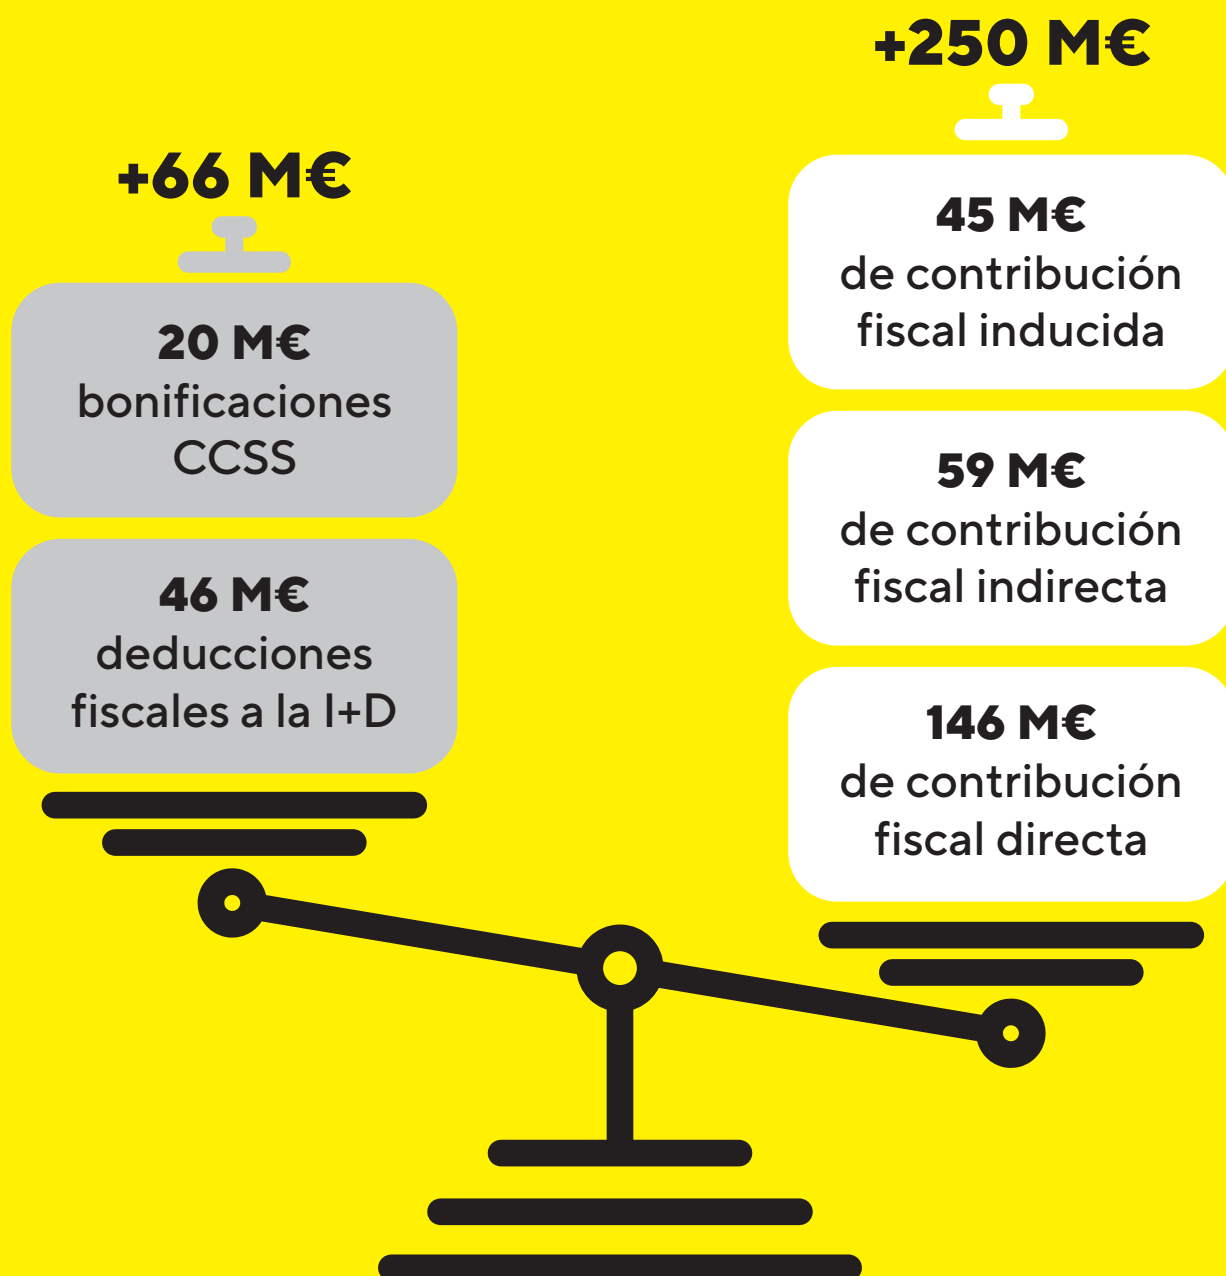 +66 M€
20 M€
bonificaciones
CCSS
46 M€
deducciones
fiscales a la I+D
+250 M€
45 M€
de contribución
fiscal inducida
59 M€
de contribución
fiscal indirecta
146 M€
de contribución
fiscal directa